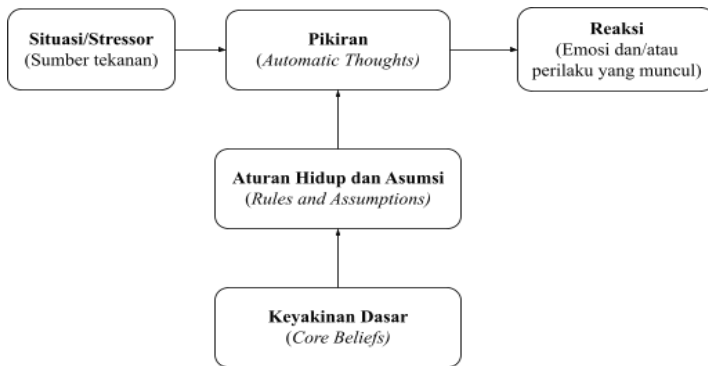 Situasi/Stressor
(Sumber tekanan)
Pikiran
(Automatic Thoughts)
Reaksi
(Emosi dan/atau
perilaku yang muncul)
Aturan Hidup dan Asumsi
(Rules and Assumptions)
Keyakinan Dasar
(Core Beliefs)